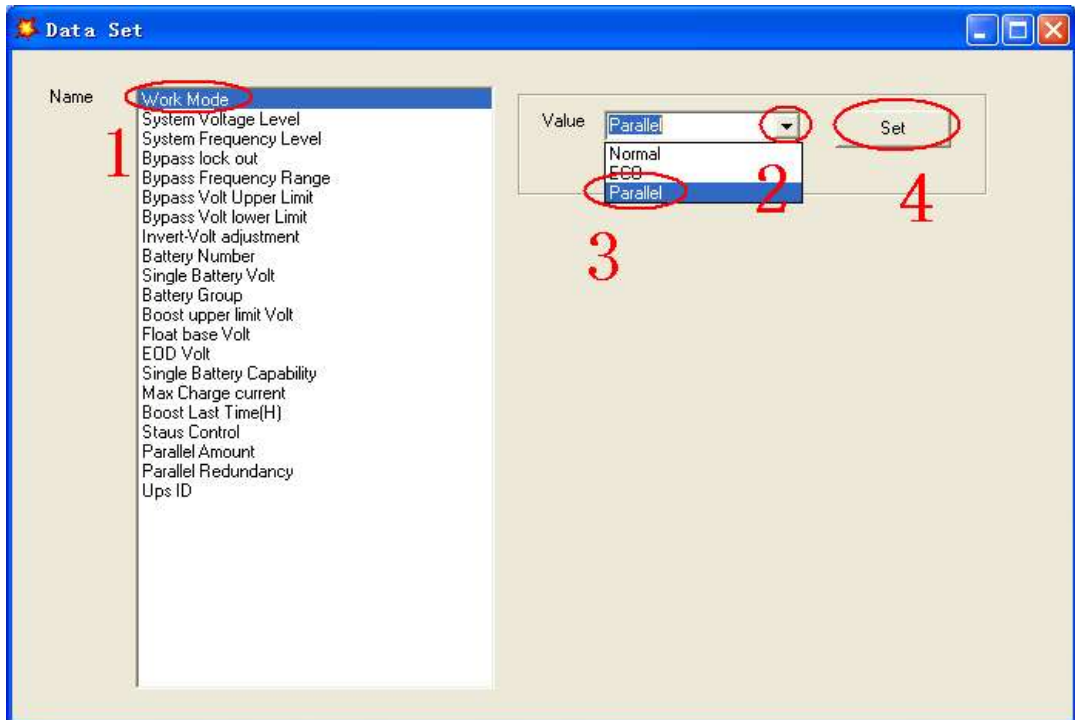 Data Set
Name
Work Mode
System Voltage Level
System Frequency Level
Bypass lock out
Bypass Frequency Range
Bypass Volt Upper Limit
Bypass Volt lower Limit
Invert-Volt adjustment
Battery Number
Single Battery Volt
Battery Group
Boost upper limit Volt
Float base Volt
EOD Volt
Single Battery Capability
Max Charge current
Boost Last Time(H)
Staus Control
Parallel Amount
Parallel Redundancy
Ups ID
1
Value
Parallel
Normal
ECO
Parallel
2
3
Set
4